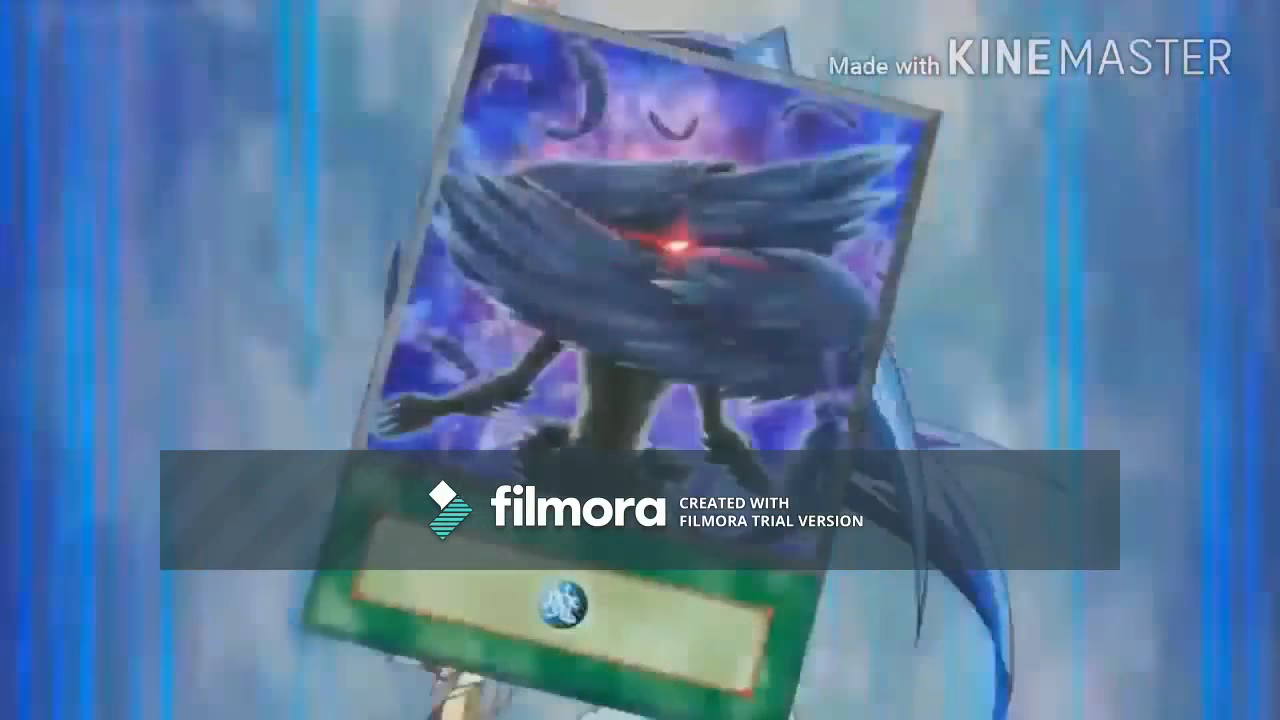 Made with KINEMASTER
filmora
CREATED WITH
FILMORA TRIAL VERSION